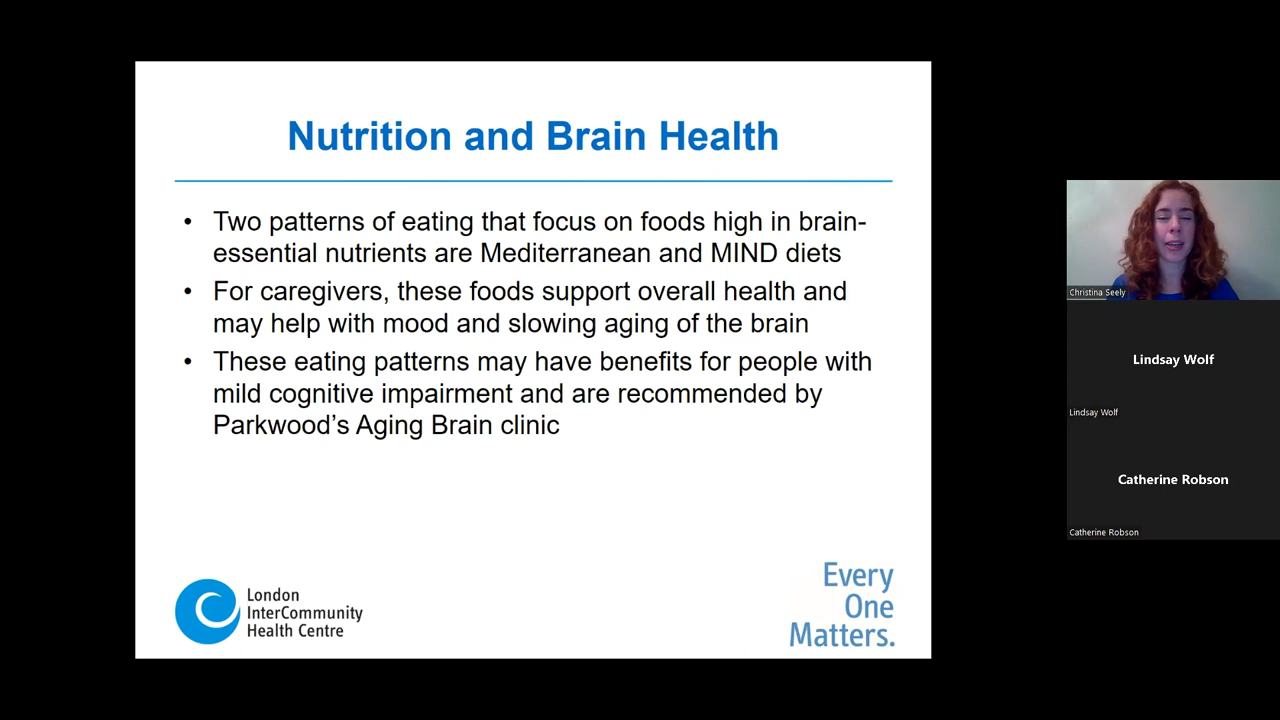 Nutrition and Brain Health
• Two patterns of eating that focus on foods high in brain-
essential nutrients are Mediterranean and MIND diets
• For caregivers, these foods support overall health and
may help with mood and slowing aging of the brain
• These eating patterns may have benefits for people with
mild cognitive impairment and are recommended by
Parkwood’s Aging Brain clinic
London
InterCommunity
Health Centre
Every
One
Matters.
Christina Seely
Lindsay Wolf
Lindsay Wolf
Catherine Robson
Catherine Robson